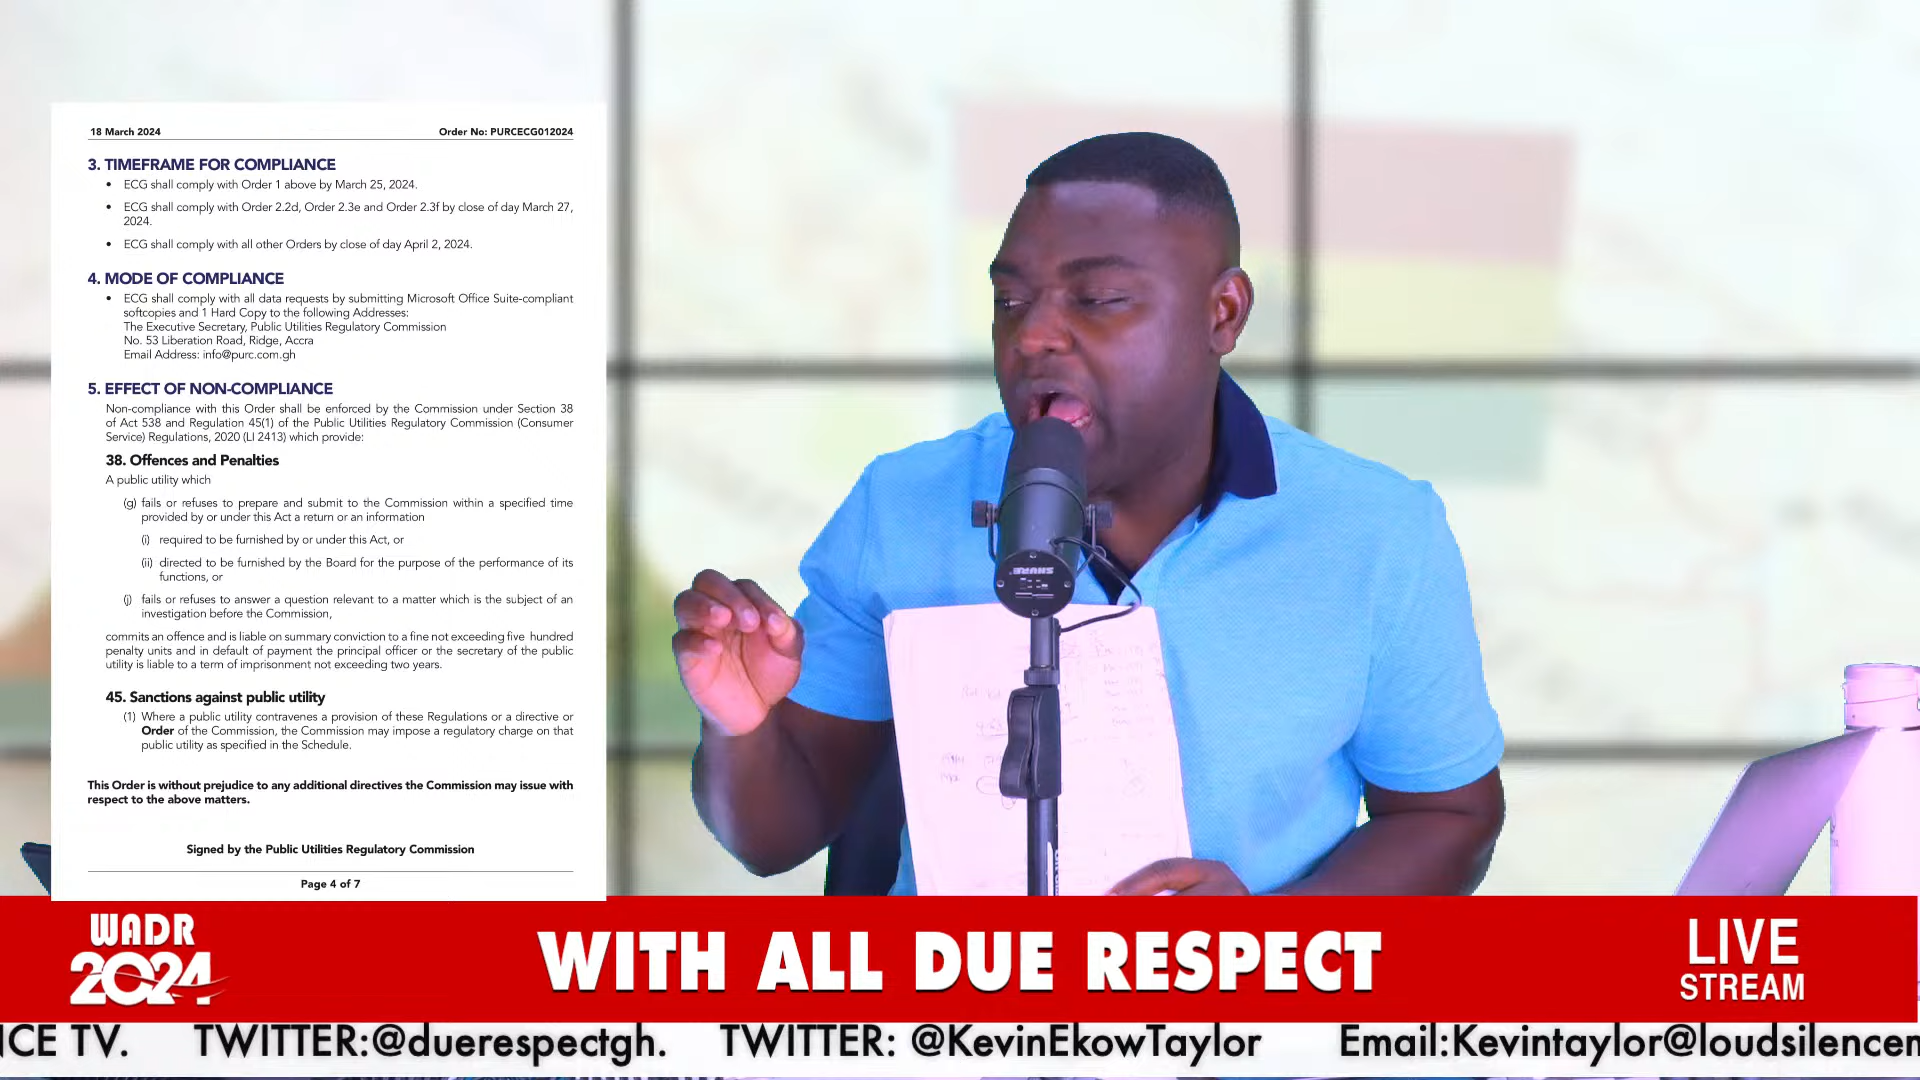 18 March 2024 Order No: PURCECG012024
3. TIMEFRAME FOR COMPLIANCE
• ECG shall comply with Order 1 above by March 25, 2024.
• ECG shall comply with Order 2.2d, Order 2.3e and Order 2.3f by close of day March 27,
2024.
• ECG shall comply with all other Orders by close of day April 2, 2024.
4. MODE OF COMPLIANCE
• ECG shall comply with all data requests by submitting Microsoft Office Suite-compliant
softcopies and 1 Hard Copy to the following Addresses:
The Executive Secretary, Public Utilities Regulatory Commission
No. 53 Liberation Road, Ridge, Accra
Email Address: info@purc.com.gh
5. EFFECT OF NON-COMPLIANCE
Non-compliance with this Order shall be enforced by the Commission under Section 38
of Act 538 and Regulation 45(1) of the Public Utilities Regulatory Commission (Consumer
Service) Regulations, 2020 (LI 2413) which provide:
38. Offences and Penalties
A public utility which
(g) fails or refuses to prepare and submit to the Commission within a specified time
provided by or under this Act a return or an information
(i) required to be furnished by or under this Act, or
(ii) directed to be furnished by the Board for the purpose of the performance of its
functions, or
(j) fails or refuses to answer a question relevant to a matter which is the subject of an
investigation before the Commission,
commits an offence and is liable on summary conviction to a fine not exceeding five hundred
penalty units and in default of payment the principal officer or the secretary of the public
utility is liable to a term of imprisonment not exceeding two years.
45. Sanctions against public utility
(1) Where a public utility contravenes a provision of these Regulations or a directive or
Order of the Commission, the Commission may impose a regulatory charge on that
public utility as specified in the Schedule.
This Order is without prejudice to any additional directives the Commission may issue with
respect to the above matters.
Signed by the Public Utilities Regulatory Commission
Page 4 of 7
SHURE
WADR
2024
WITH ALL DUE RESPECT
LIVE
STREAM
NCE TV. TWITTER:@duerespectgh. TWITTER: @KevinEkowTaylor Email:Kevintaylor@loudsilencem